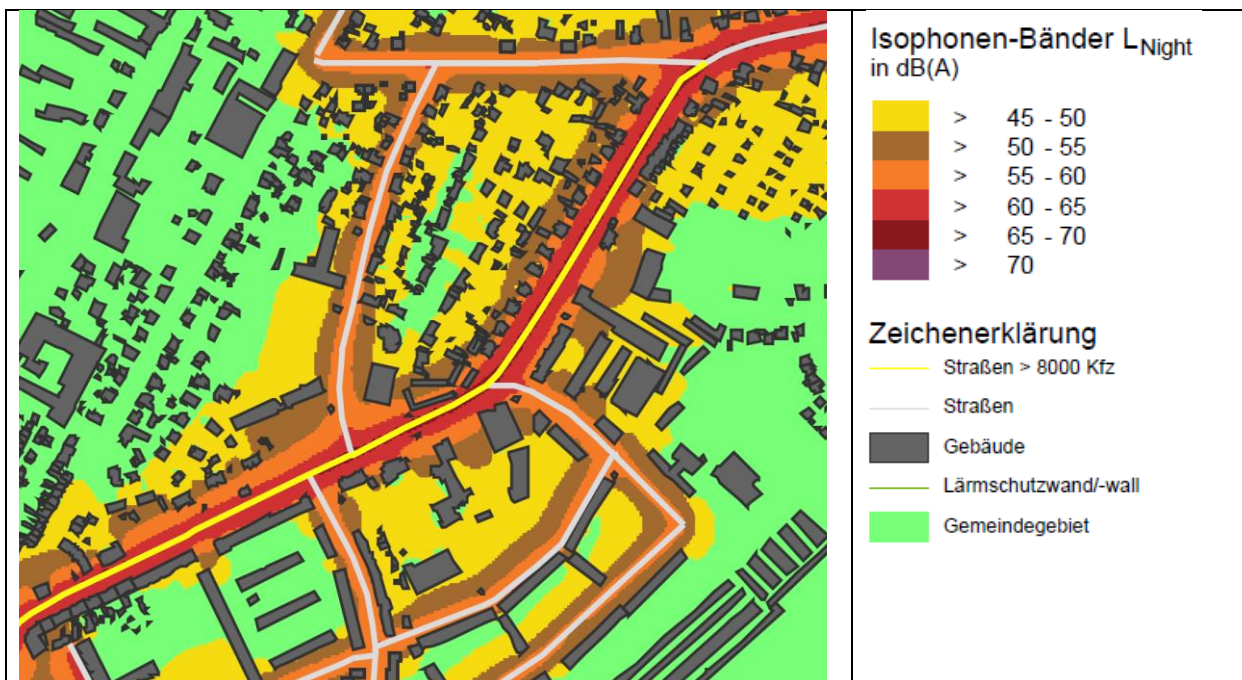 Isophonen-Bänder LNight
in dB(A)
> 45 - 50
> 50 - 55
> 55 - 60
> 60 - 65
> 65 - 70
> 70
Zeichenerklärung
Straßen > 8000 Kfz
Straßen
Gebäude
Lärmschutzwand/-wall
Gemeindegebiet